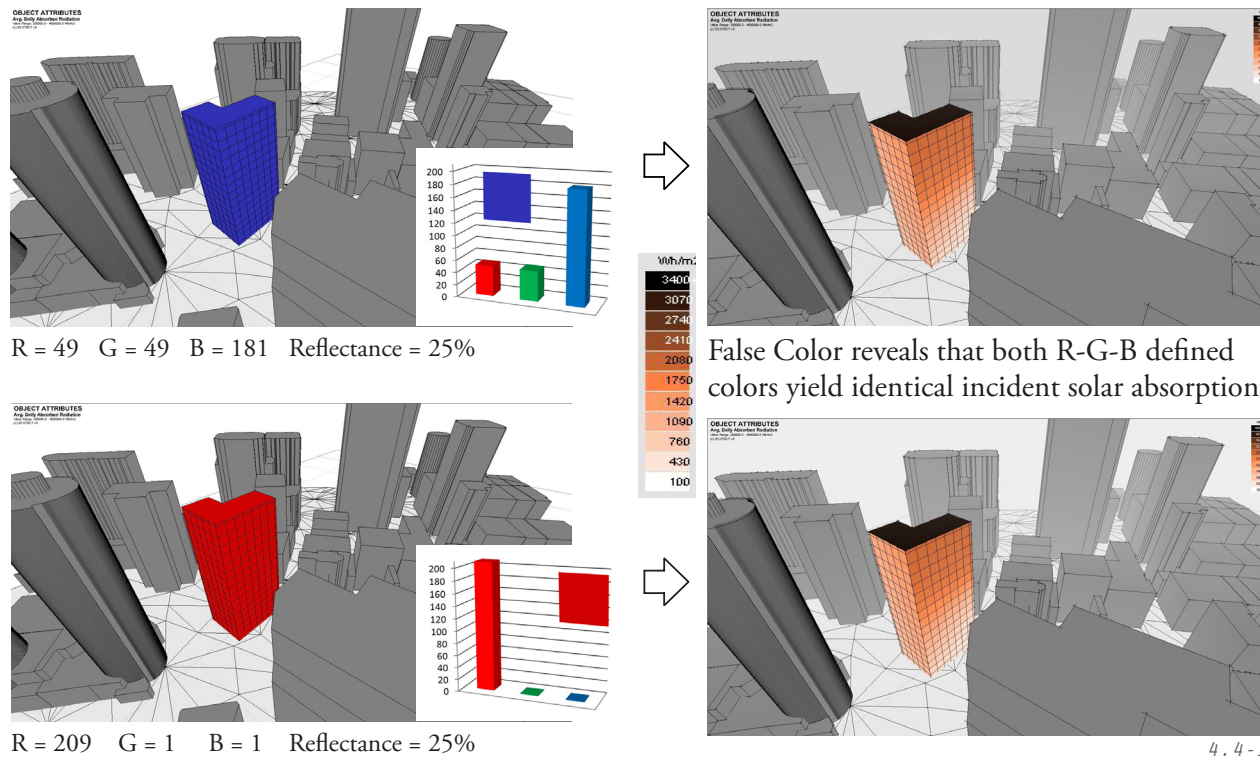 OBJECT ATTRIBUTES
Avg. Daily Absorbed Radiation
200
180
160
140
120
100
80
60
40
20
0
R = 49 G = 49 B = 181 Reflectance = 25%
OBJECT ATTRIBUTES
Avg. Daily Absorbed Radiation
Wh/m2
3400
3070
2740
2410
2080
1750
1420
1090
760
430
100
False Color reveals that both R-G-B defined
colors yield identical incident solar absorption
OBJECT ATTRIBUTES
Avg. Daily Absorbed Radiation
200
180
160
140
120
100
80
60
40
20
0
R = 209 G = 1 B = 1 Reflectance = 25%
OBJECT ATTRIBUTES
Avg. Daily Absorbed Radiation
4.4-